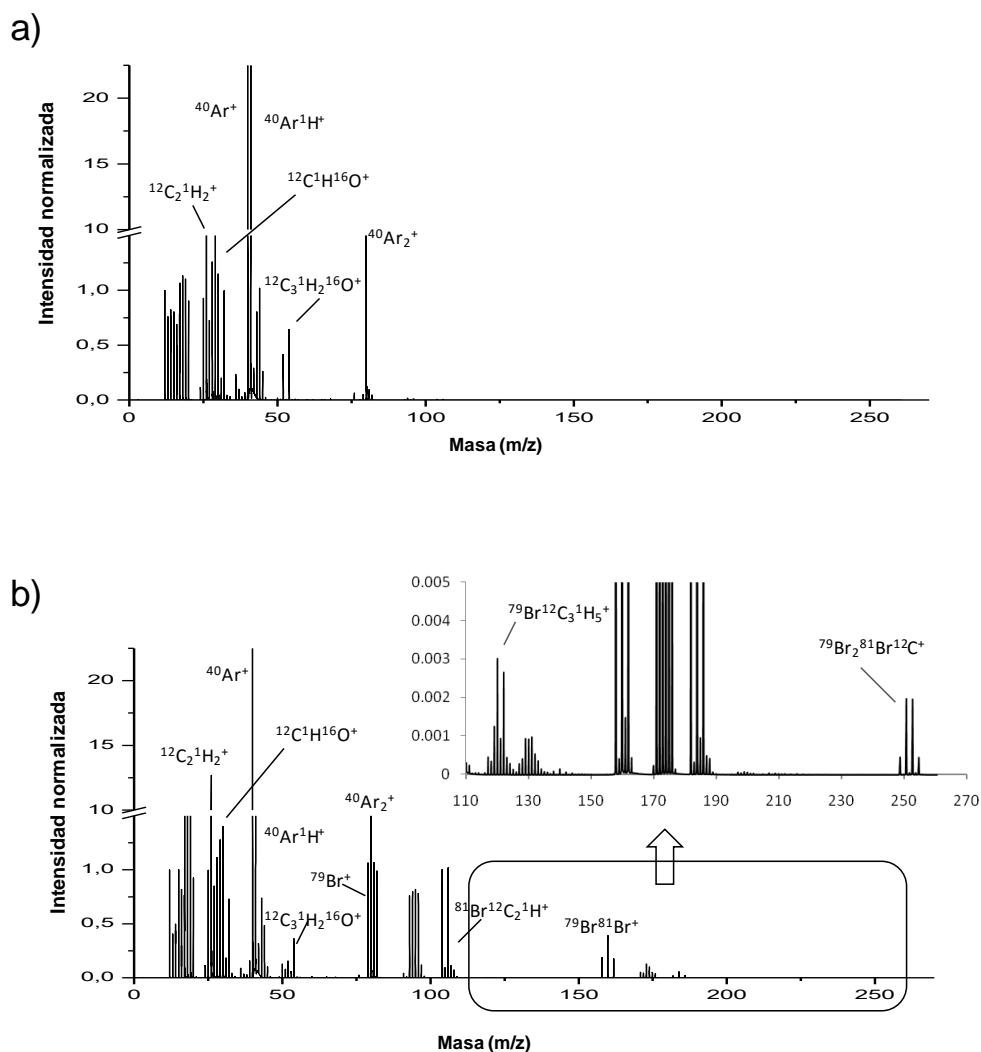 a)
Intensidad normalizada
20
15
10
1,0
0,5
0,0
⁴⁰Ar⁺
⁴⁰Ar¹H⁺
¹²C₂¹H₂⁺
¹²C¹H¹⁶O⁺
¹²C₃¹H₂¹⁶O⁺
⁴⁰Ar₂⁺
0 50 100 150 200 250
Masa (m/z)
b)
0.005
0.004
0.003
0.002
0.001
0
⁷⁹Br¹²C₃¹H₅⁺
⁷⁹Br₂⁸¹Br¹²C⁺
110 130 150 170 190 210 230 250 270
Intensidad normalizada
20
15
10
1,0
0,5
0,0
⁴⁰Ar⁺
¹²C¹H¹⁶O⁺
¹²C₂¹H₂⁺
⁴⁰Ar₂⁺
⁴⁰Ar¹H⁺
⁷⁹Br⁺
¹²C₃¹H₂¹⁶O⁺
⁸¹Br¹²C₂¹H⁺
⁷⁹Br⁸¹Br⁺
0 50 100 150 200 250
Masa (m/z)